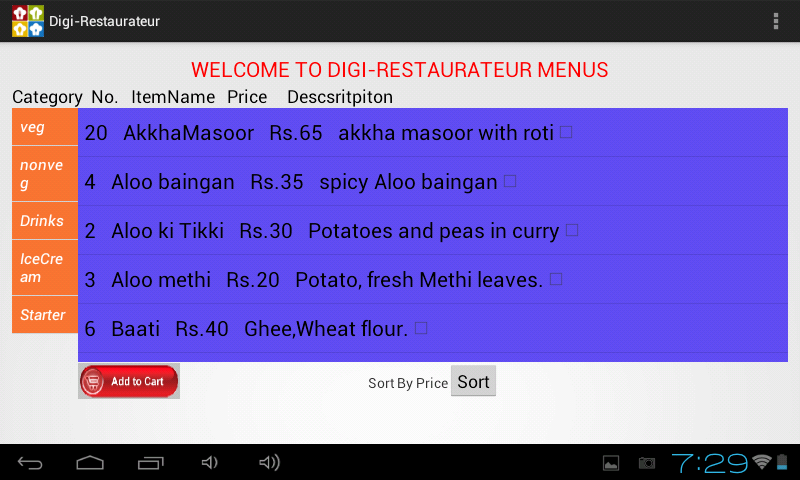 Digi-Restaurateur
WELCOME TO DIGI-RESTAURATEUR MENUS
Category No. ItemName Price Descsritpiton
veg
nonve
g
Drinks
IceCre
am
Starter
20 AkkhaMasoor Rs.65 akkha masoor with roti
4 Aloo baingan Rs.35 spicy Aloo baingan
2 Aloo ki Tikki Rs.30 Potatoes and peas in curry
3 Aloo methi Rs.20 Potato, fresh Methi leaves.
6 Baati Rs.40 Ghee,Wheat flour.
Add to Cart
Sort By Price Sort
7:29